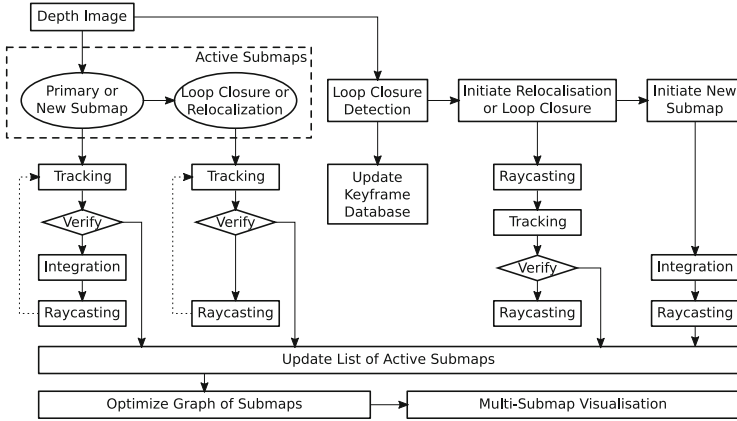 Depth Image
Active Submaps
Primary or
New Submap
Loop Closure or
Relocalization
Loop Closure
Detection
Initiate Relocalisation
or Loop Closure
Initiate New
Submap
Tracking
Verify
Integration
Raycasting
Tracking
Verify
Raycasting
Update
Keyframe
Database
Raycasting
Tracking
Verify
Raycasting
Integration
Raycasting
Update List of Active Submaps
Optimize Graph of Submaps
Multi-Submap Visualisation